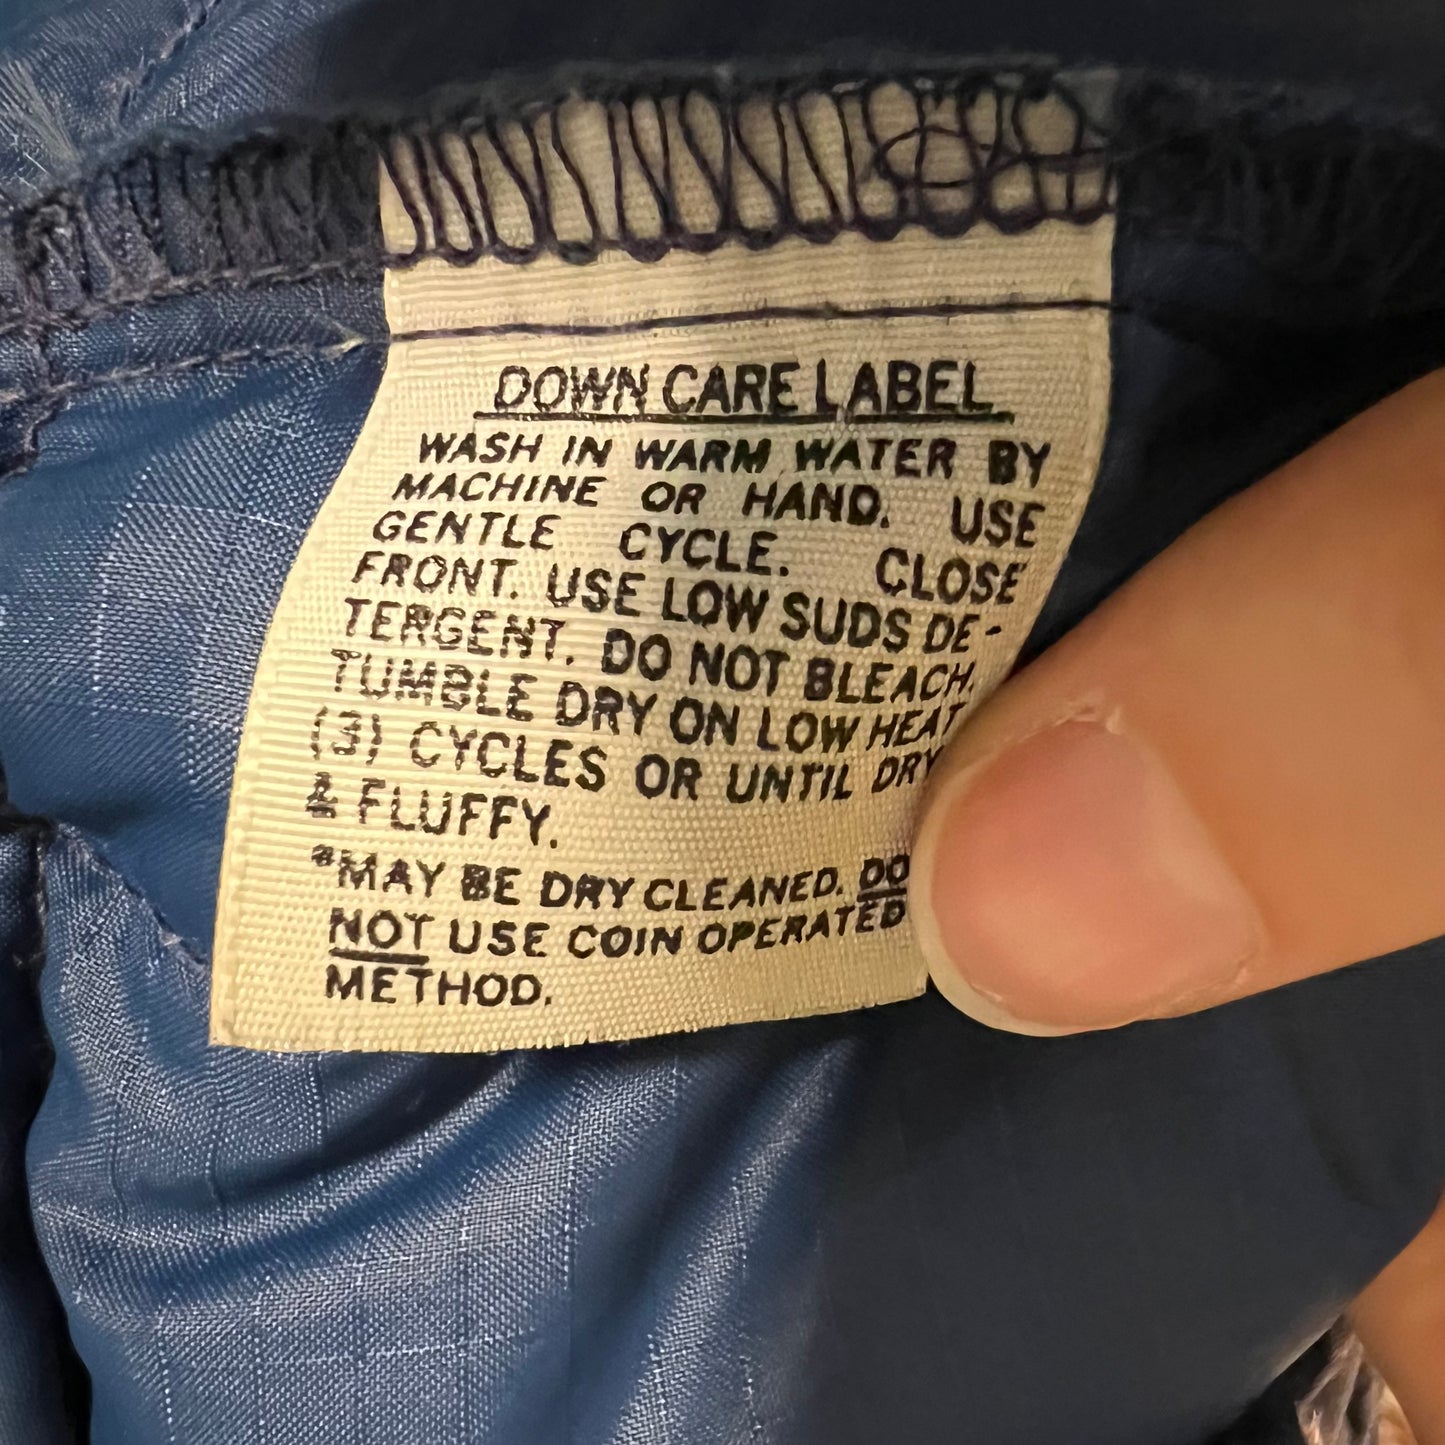 DOWN CARE LABEL
WASH IN WARM WATER BY
MACHINE OR HAND. USE
GENTLE CYCLE. CLOSE
FRONT. USE LOW SUDS DE-
TERGENT. DO NOT BLEACH.
TUMBLE DRY ON LOW HEAT
(3) CYCLES OR UNTIL DRY
& FLUFFY.
*MAY BE DRY CLEANED. DO
NOT USE COIN OPERATED
METHOD.